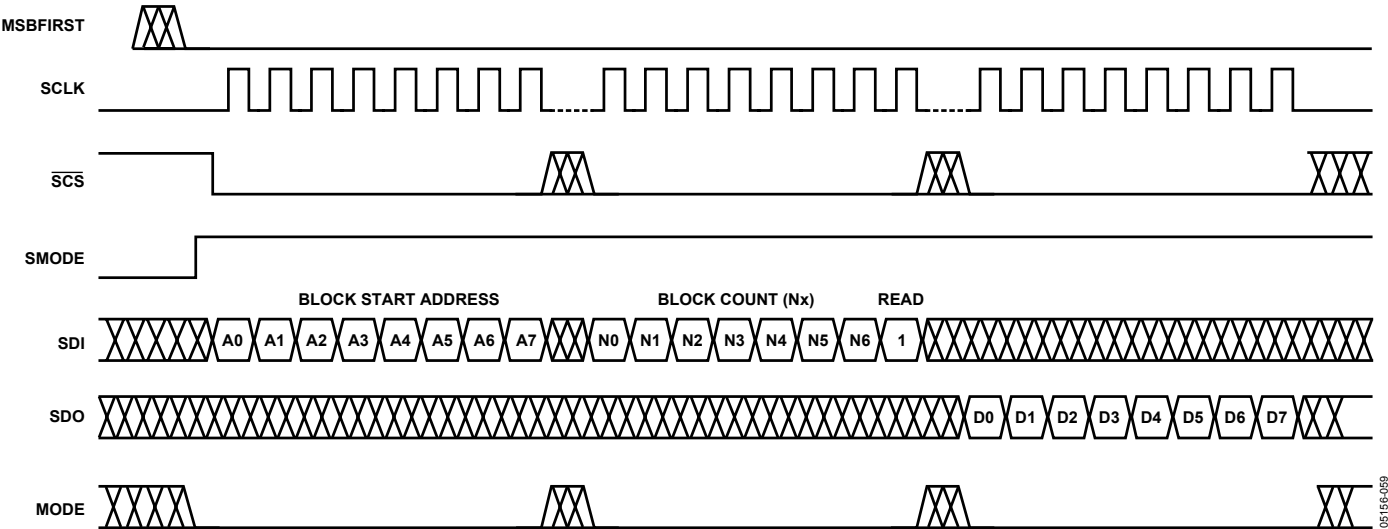 MSBFIRST
SCLK
SCS
SMODE
BLOCK START ADDRESS BLOCK COUNT (Nx) READ
SDI A0 A1 A2 A3 A4 A5 A6 A7 N0 N1 N2 N3 N4 N5 N6 1
SDO D0 D1 D2 D3 D4 D5 D6 D7
MODE
05156-059